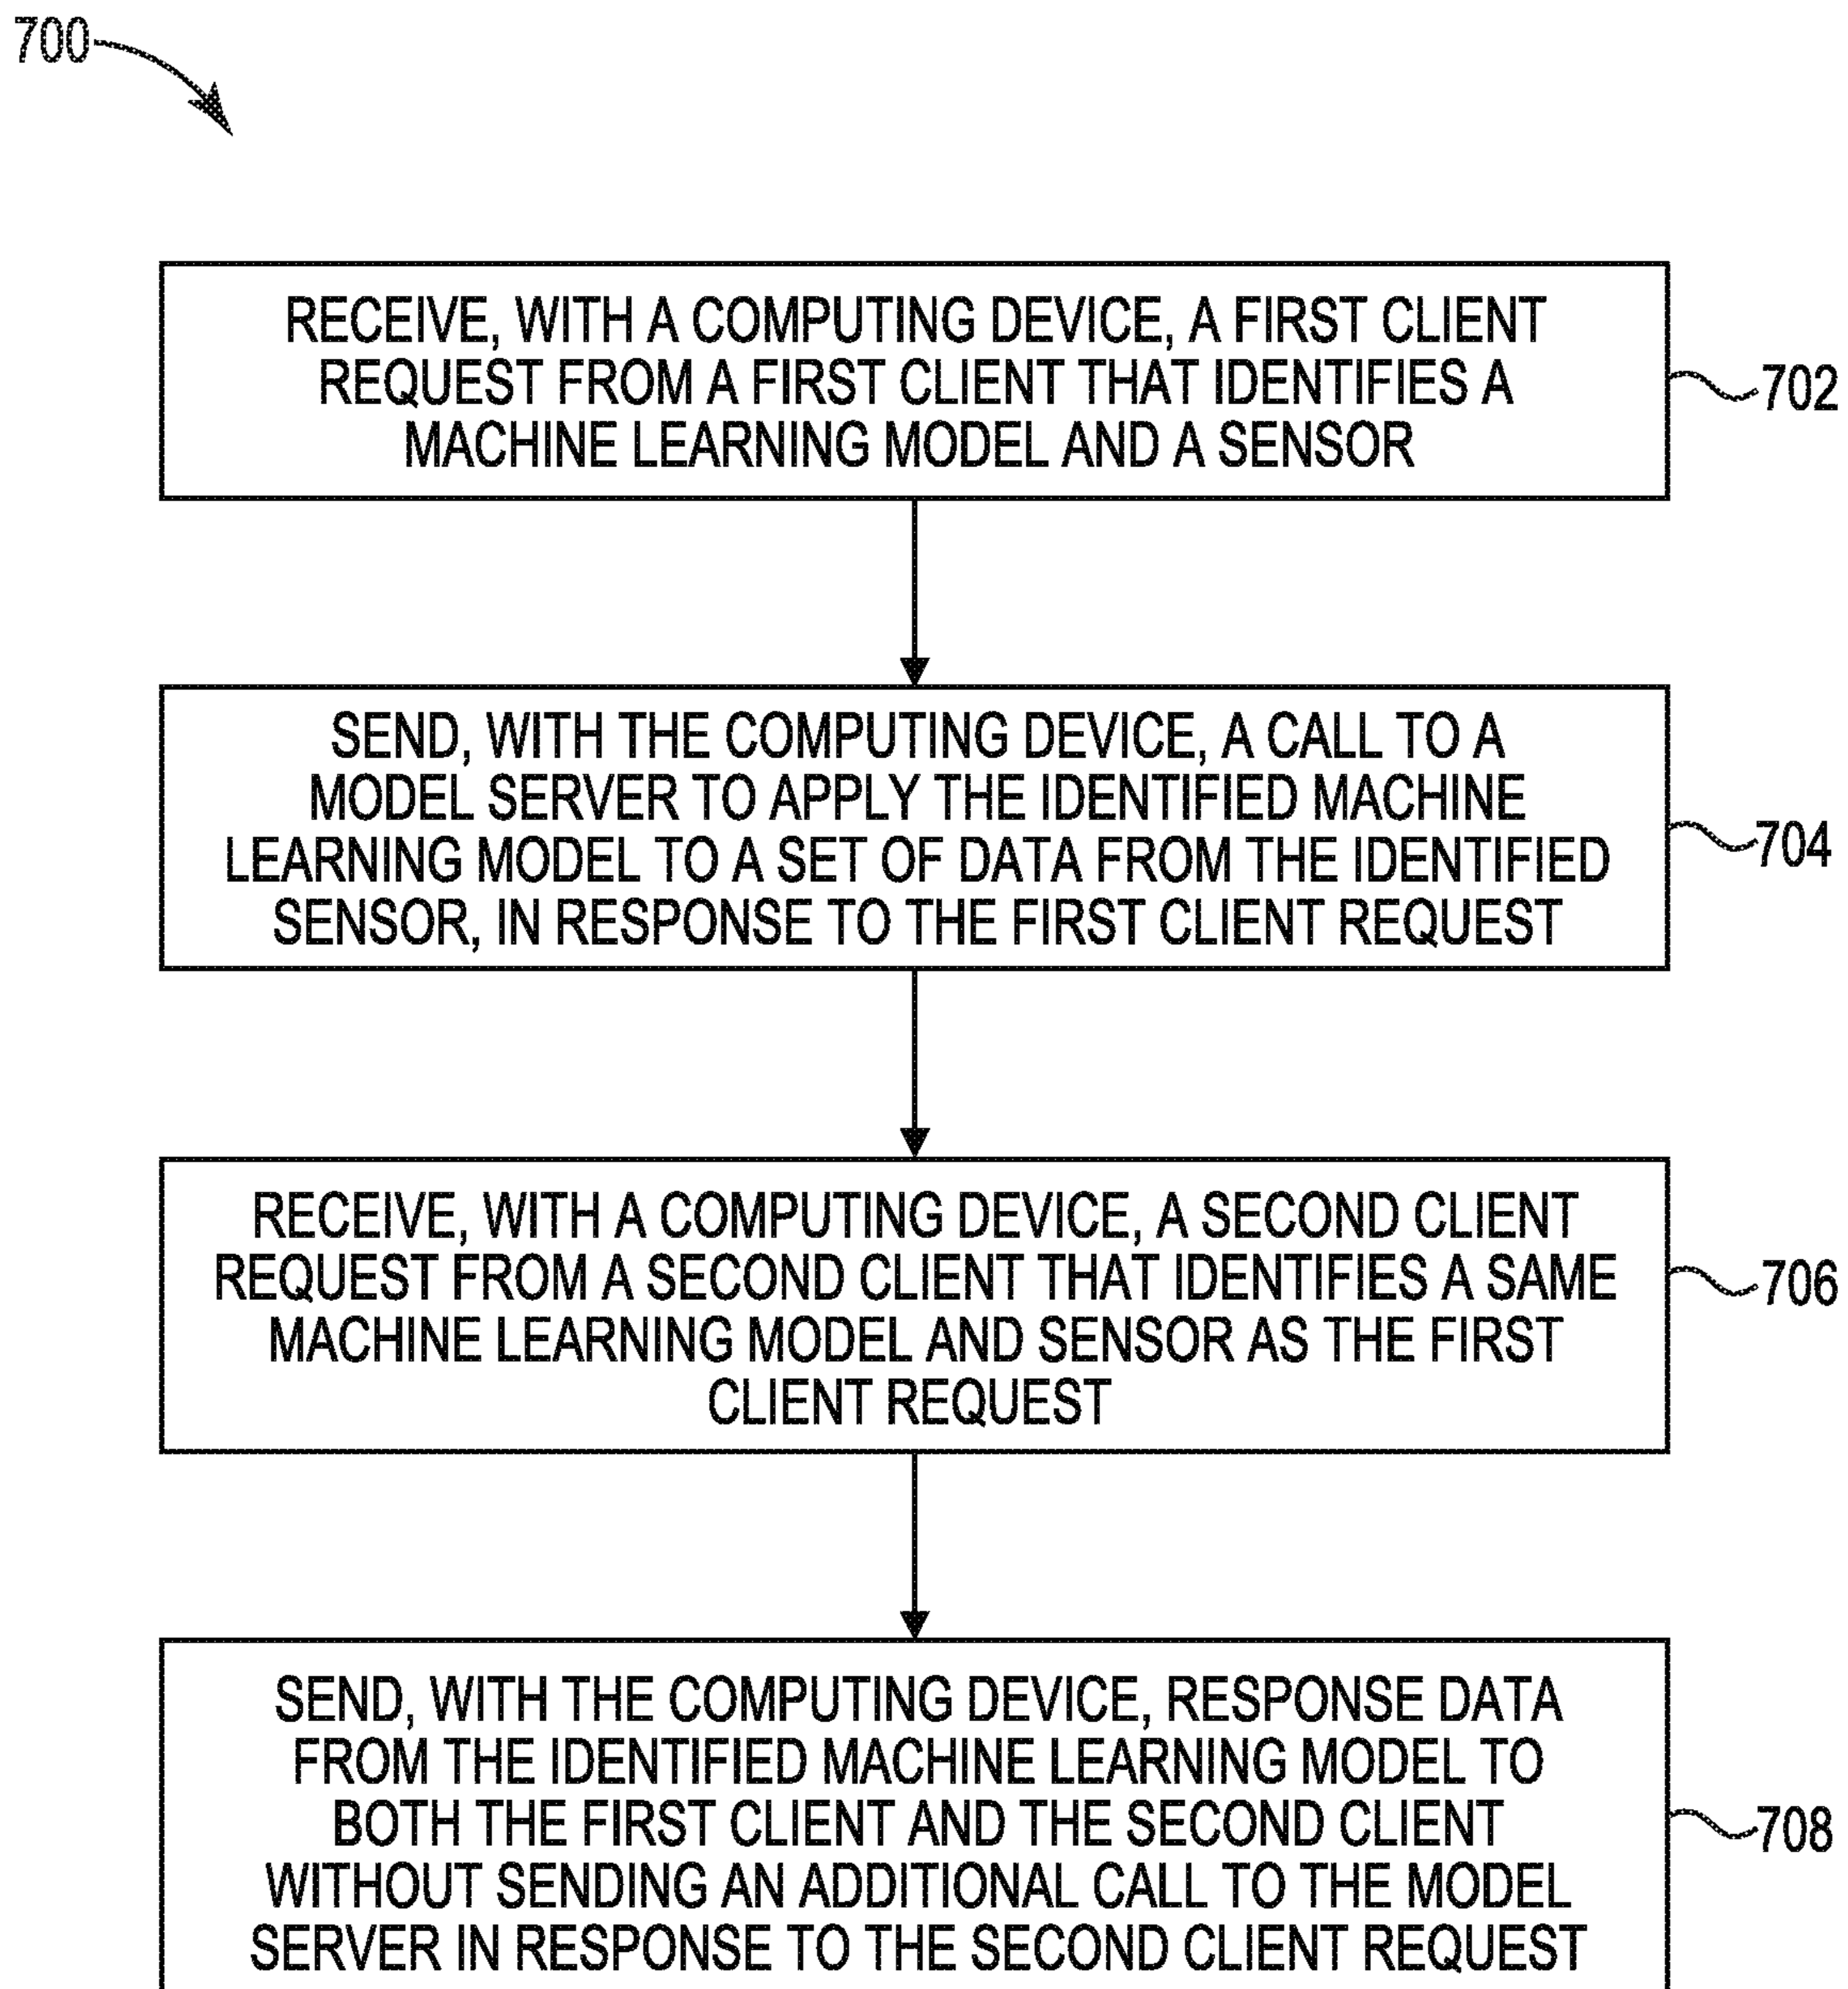 700
RECEIVE, WITH A COMPUTING DEVICE, A FIRST CLIENT
REQUEST FROM A FIRST CLIENT THAT IDENTIFIES A
MACHINE LEARNING MODEL AND A SENSOR
702
SEND, WITH THE COMPUTING DEVICE, A CALL TO A
MODEL SERVER TO APPLY THE IDENTIFIED MACHINE
LEARNING MODEL TO A SET OF DATA FROM THE IDENTIFIED
SENSOR, IN RESPONSE TO THE FIRST CLIENT REQUEST
704
RECEIVE, WITH A COMPUTING DEVICE, A SECOND CLIENT
REQUEST FROM A SECOND CLIENT THAT IDENTIFIES A SAME
MACHINE LEARNING MODEL AND SENSOR AS THE FIRST
CLIENT REQUEST
706
SEND, WITH THE COMPUTING DEVICE, RESPONSE DATA
FROM THE IDENTIFIED MACHINE LEARNING MODEL TO
BOTH THE FIRST CLIENT AND THE SECOND CLIENT
WITHOUT SENDING AN ADDITIONAL CALL TO THE MODEL
SERVER IN RESPONSE TO THE SECOND CLIENT REQUEST
708